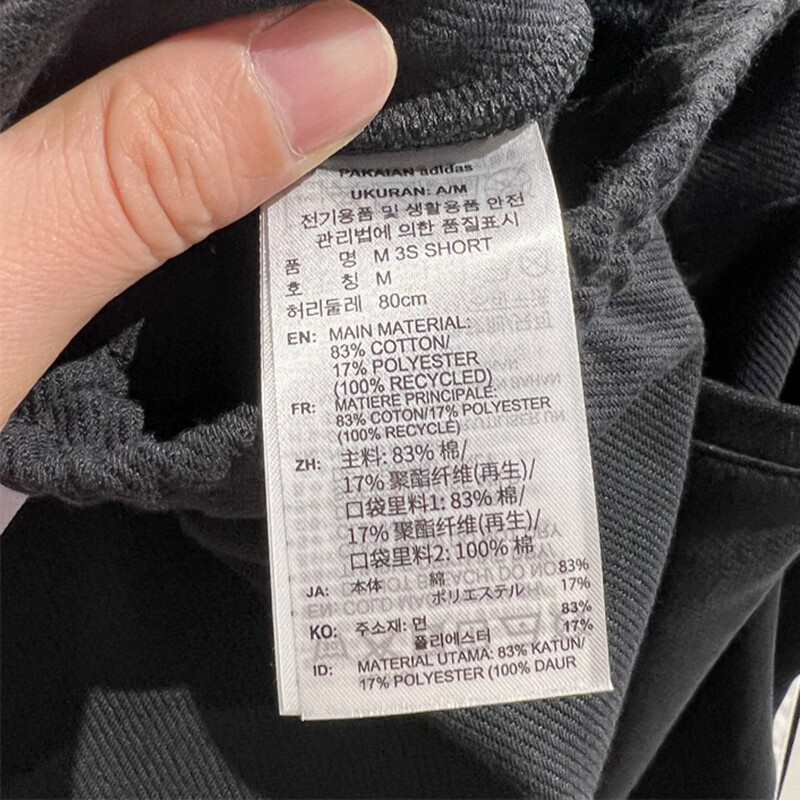 PAKAIAN adidas
UKURAN: A/M
전기용품 및 생활용품 안전
관리법에 의한 품질표시
품 명 M 3S SHORT
호 칭 M
허리둘레 80cm
EN: MAIN MATERIAL:
83% COTTON/
17% POLYESTER
(100% RECYCLED)
FR: MATIERE PRINCIPALE:
83% COTON/17% POLYESTER
(100% RECYCLÉ)
ZH: 主料: 83% 棉/
17% 聚酯纤维(再生)/
口袋里料1: 83% 棉/
17% 聚酯纤维(再生)/
口袋里料2: 100% 棉
JA: 本体 綿 83%
ポリエステル 17%
KO: 주소재: 면 83%
폴리에스터 17%
ID: MATERIAL UTAMA: 83% KATUN/
17% POLYESTER (100% DAUR